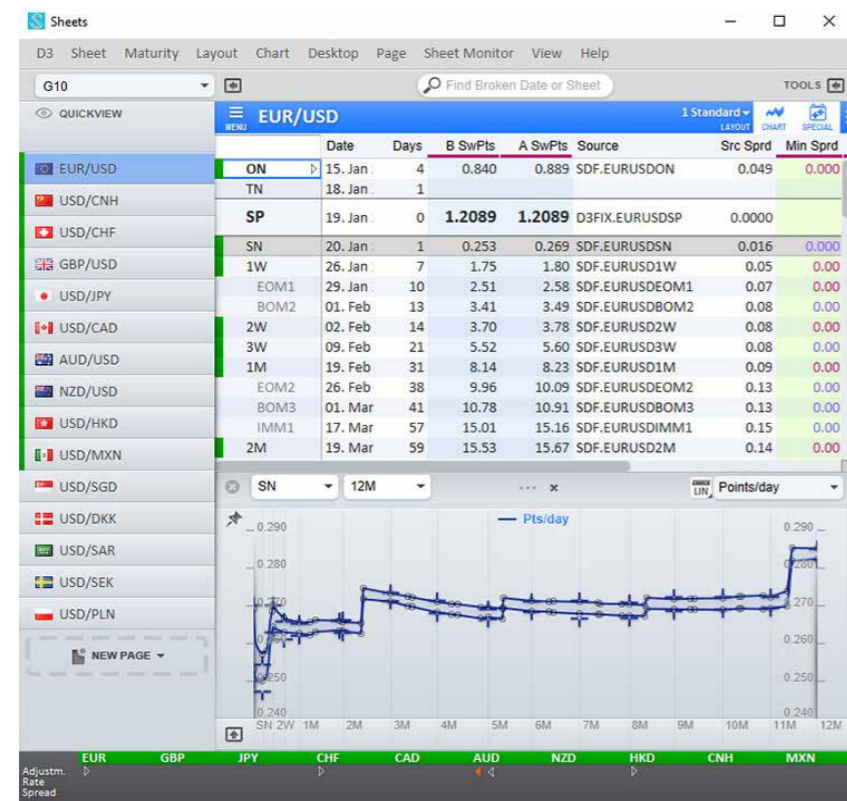 Sheets
D3 Sheet Maturity Layout Chart Desktop Page Sheet Monitor View Help
G10 Find Broken Date or Sheet TOOLS
QUICKVIEW
MENU EUR/USD 1 Standard LAYOUT CHART SPECIAL
Date Days B SwPts A SwPts Source Src Sprd Min Sprd
EUR/USD
USD/CNH
USD/CHF
GBP/USD
USD/JPY
USD/CAD
AUD/USD
NZD/USD
USD/HKD
USD/MXN
USD/SGD
USD/DKK
USD/SAR
USD/SEK
USD/PLN
NEW PAGE
ON 15. Jan 4 0.840 0.889 SDF.EURUSDON 0.049 0.000
TN 18. Jan 1
SP 19. Jan 0 1.2089 1.2089 D3FIX.EURUSDSP 0.0000
SN 20. Jan 1 0.253 0.269 SDF.EURUSDSN 0.016 0.000
1W 26. Jan 7 1.75 1.80 SDF.EURUSD1W 0.05 0.00
EOM1 29. Jan 10 2.51 2.58 SDF.EURUSDEOM1 0.07 0.00
BOM2 01. Feb 13 3.41 3.49 SDF.EURUSDBOM2 0.08 0.00
2W 02. Feb 14 3.70 3.78 SDF.EURUSD2W 0.08 0.00
3W 09. Feb 21 5.52 5.60 SDF.EURUSD3W 0.08 0.00
1M 19. Feb 31 8.14 8.23 SDF.EURUSD1M 0.09 0.00
EOM2 26. Feb 38 9.96 10.09 SDF.EURUSDEOM2 0.13 0.00
BOM3 01. Mar 41 10.78 10.91 SDF.EURUSDBOM3 0.13 0.00
IMM1 17. Mar 57 15.01 15.16 SDF.EURUSDIMM1 0.15 0.00
2M 19. Mar 59 15.53 15.67 SDF.EURUSD2M 0.14 0.00
SN 12M LIN Points/day
Pts/day
0.290 0.290
0.280 0.280
0.270 0.270
0.260
0.250 0.250
0.240 0.240
SN 2W 1M 2M 3M 4M 5M 6M 7M 8M 9M 10M 11M 12M
EUR GBP JPY CHF CAD AUD NZD HKD CNH MXN
Adjustm.
Rate
Spread